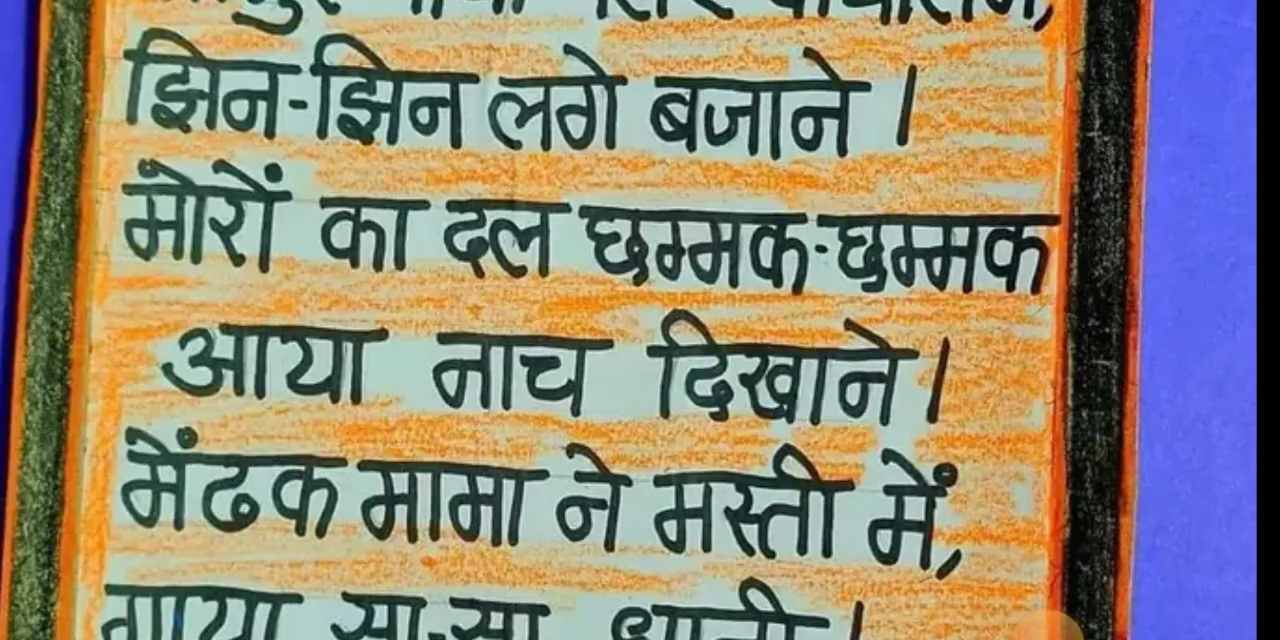 झिन-झिन लगे बजाने ।
मोरों का दल छम्मक-छम्मक
आया नाच दिखाने ।
मेंढक मामा ने मस्ती में,
गाया सा-सा